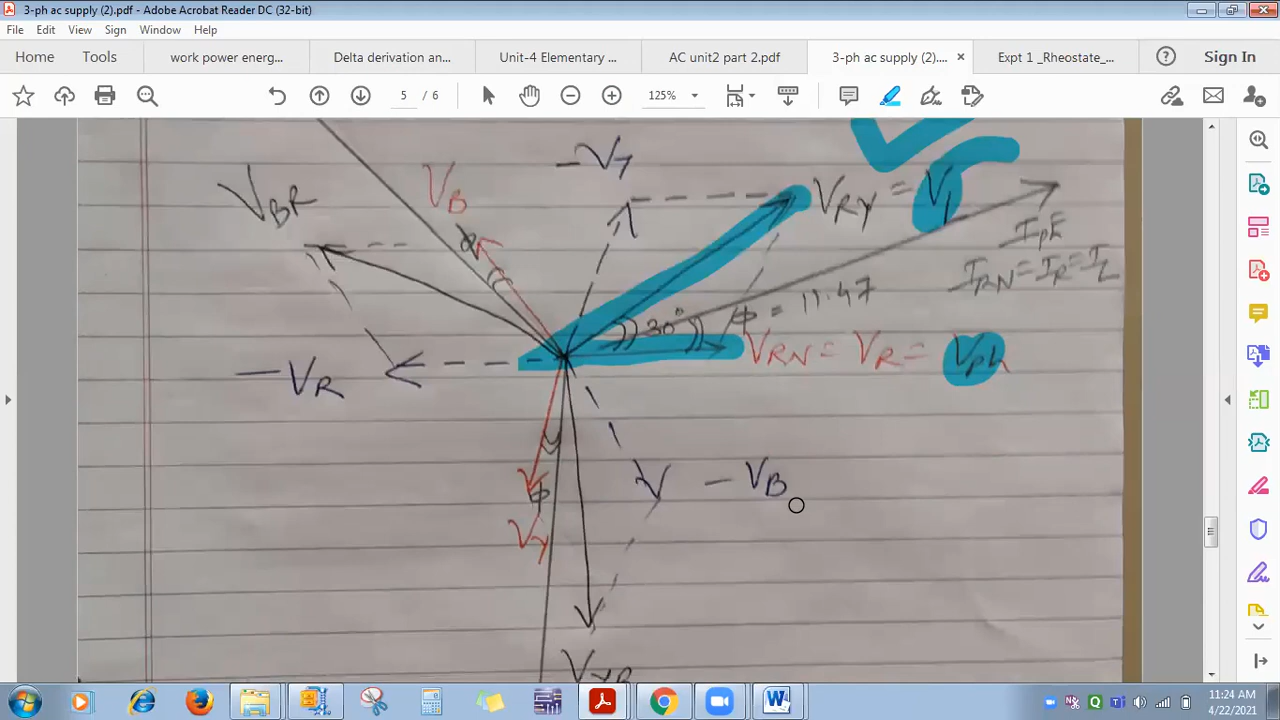 3-ph ac supply (2).pdf - Adobe Acrobat Reader DC (32-bit)
File Edit View Sign Window Help
Home Tools work power energ... Delta derivation an... Unit-4 Elementary ... AC unit2 part 2.pdf 3-ph ac supply (2).... × Expt 1 _Rheostate_... Sign In
5 / 6 125%
-Vy
VBR VB VRY = VL
Iph
IRN = IR = IL
30° φ = 11.47
VRN = VR = Vph
-VR
- VB
φ
Vy
VYB
11:24 AM
4/22/2021